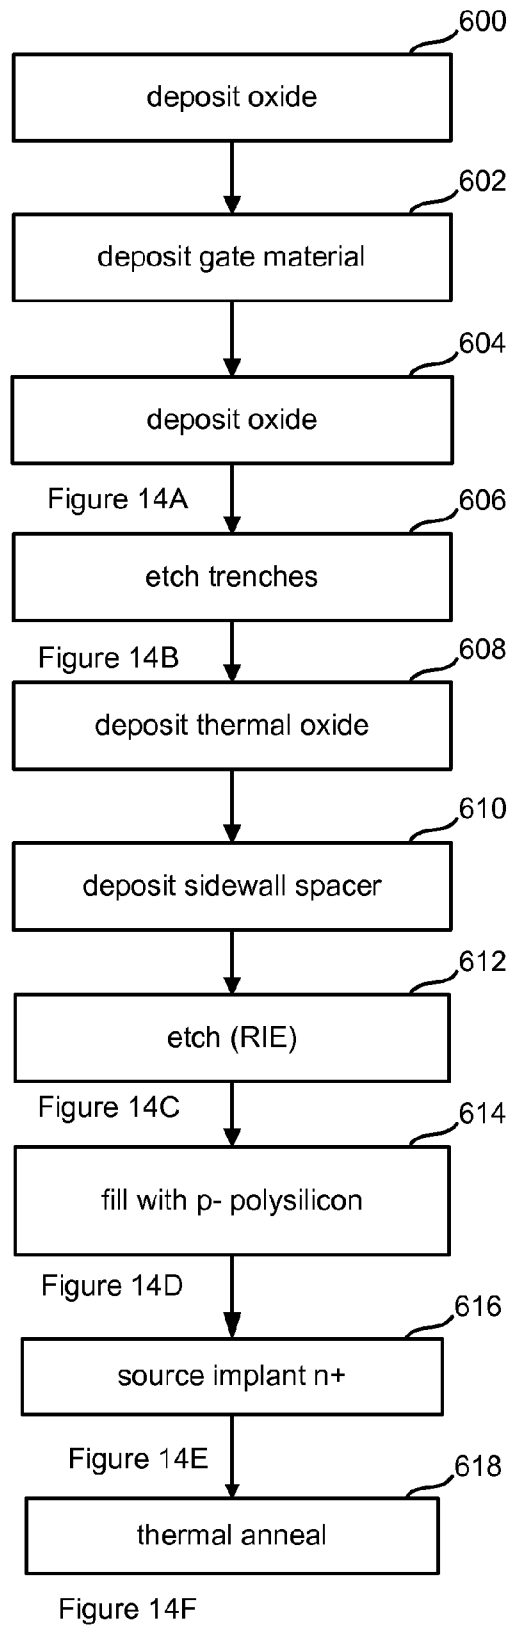 600
deposit oxide
602
deposit gate material
604
deposit oxide
Figure 14A
606
etch trenches
Figure 14B
608
deposit thermal oxide
610
deposit sidewall spacer
612
etch (RIE)
Figure 14C
614
fill with p- polysilicon
Figure 14D
616
source implant n+
Figure 14E
618
thermal anneal
Figure 14F